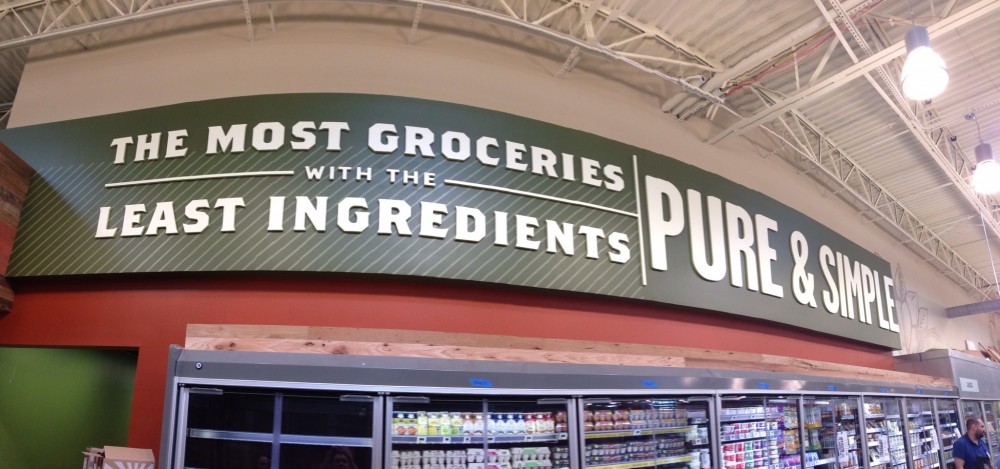 THE MOST GROCERIES
WITH THE
LEAST INGREDIENTS
PURE & SIMPLE